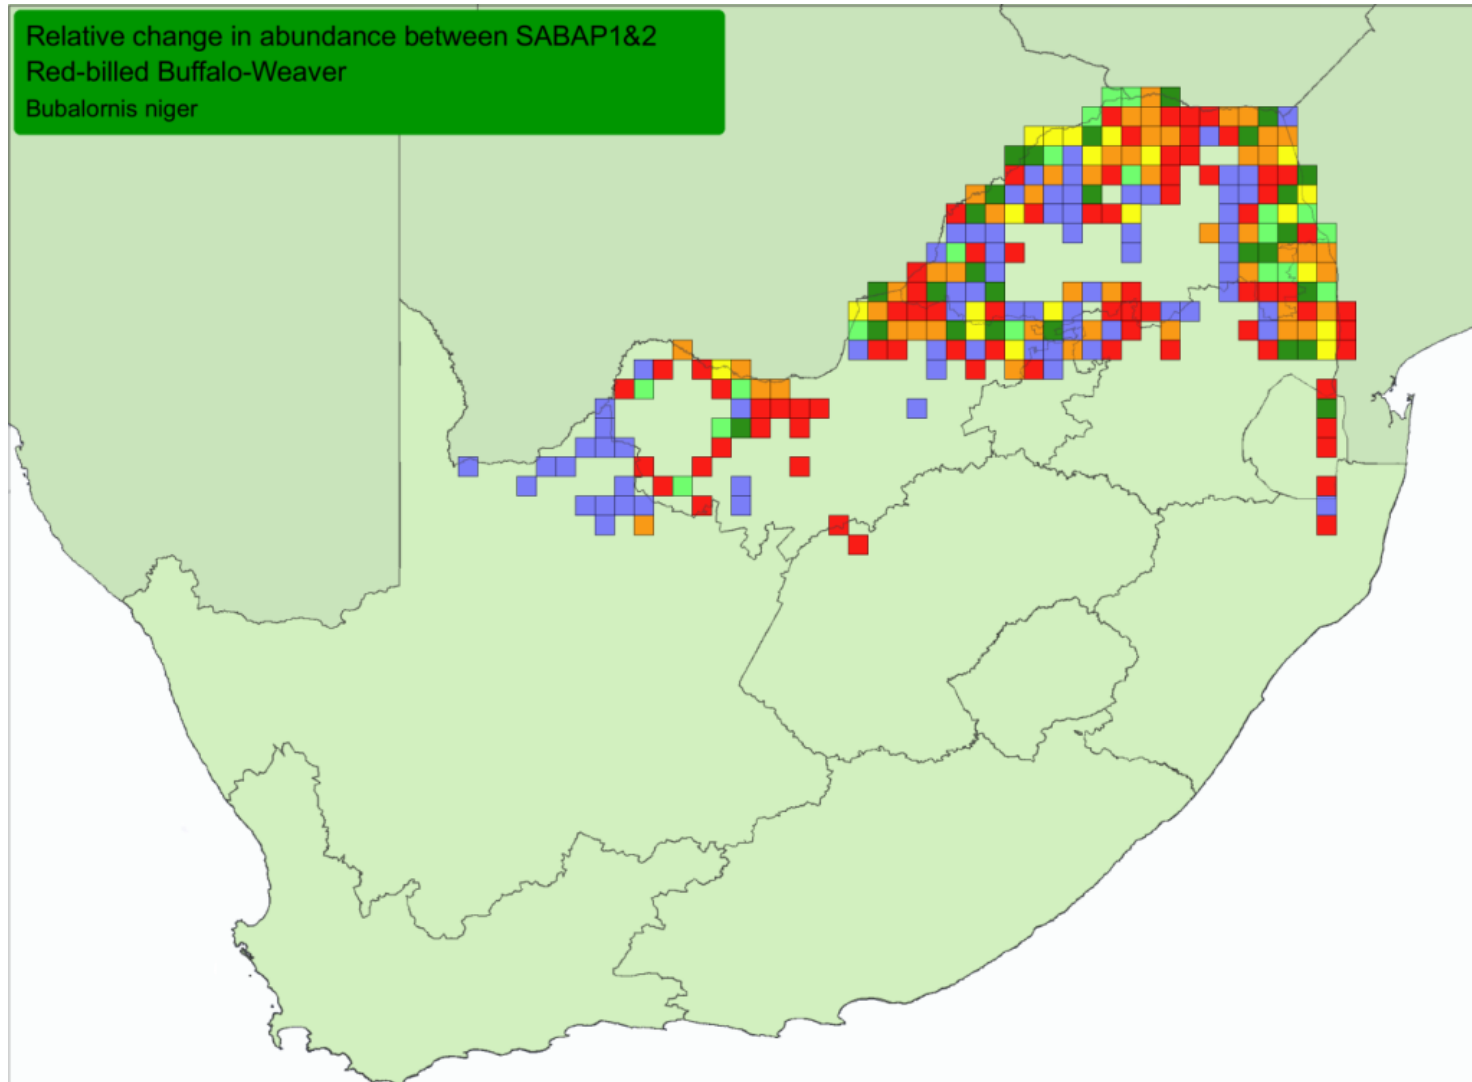 Relative change in abundance between SABAP1&2
Red-billed Buffalo-Weaver
Bubalornis niger